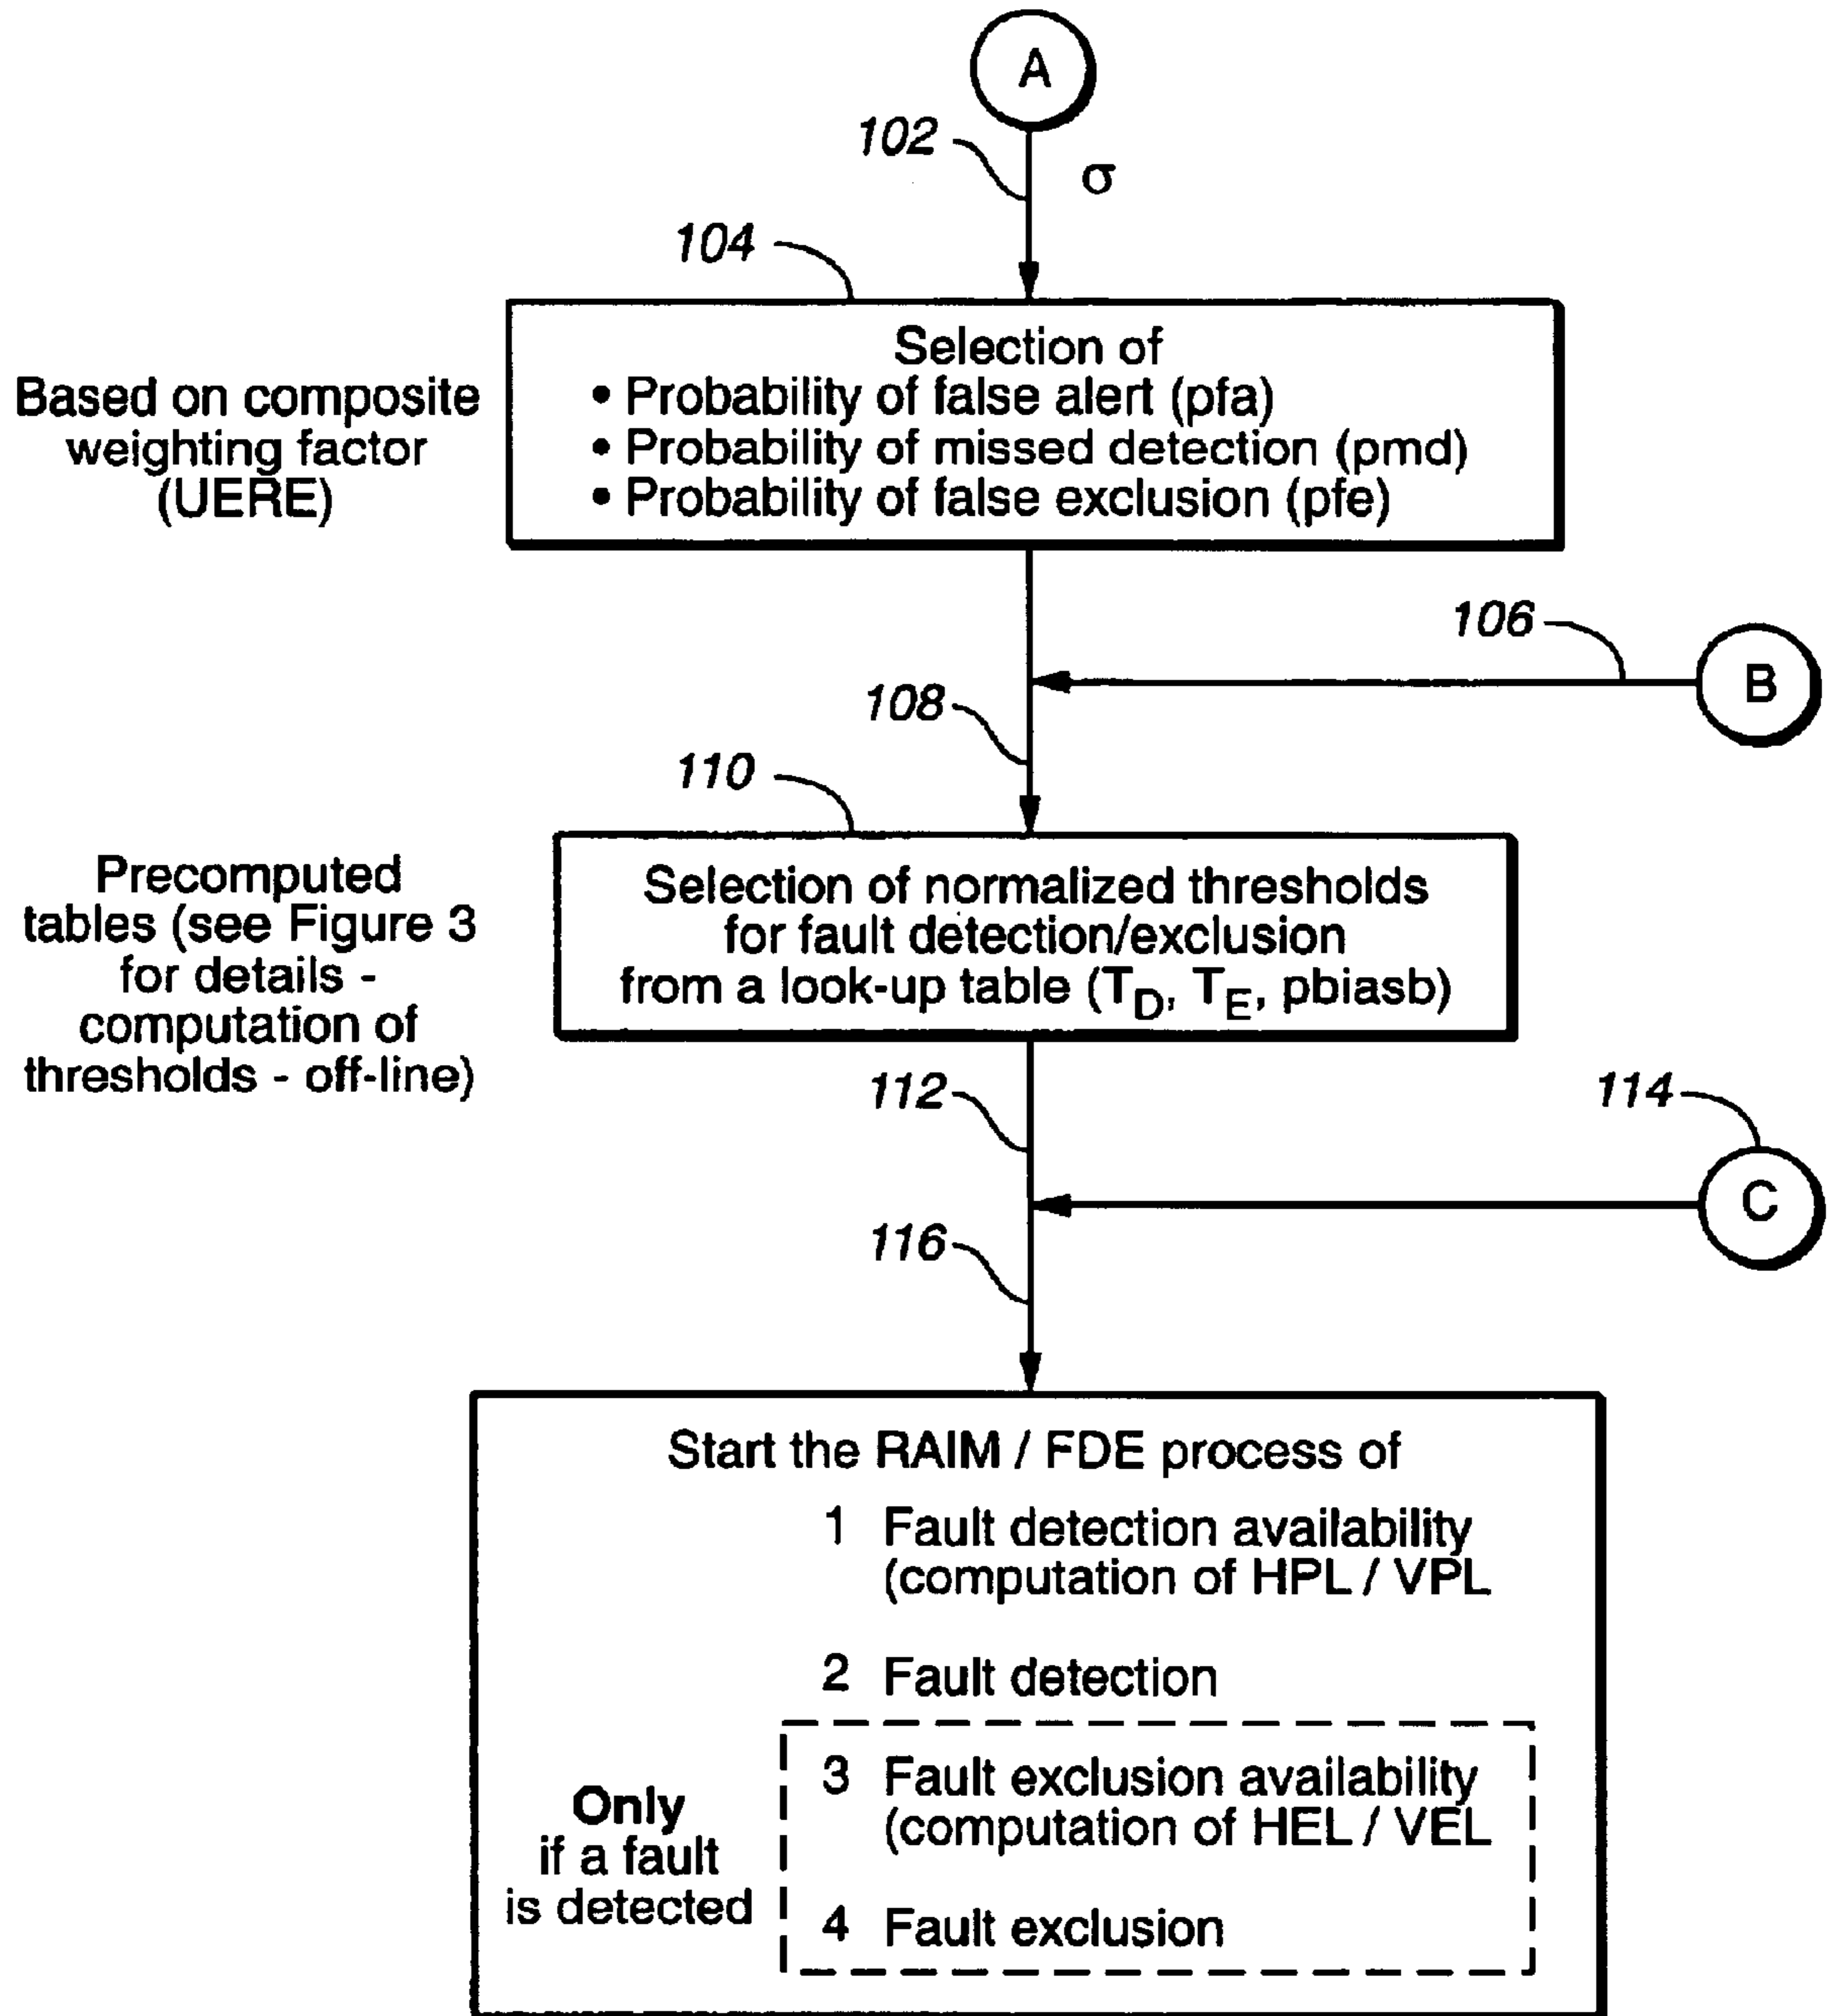 A
102
σ
104
Selection of
• Probability of false alert (pfa)
• Probability of missed detection (pmd)
• Probability of false exclusion (pfe)
Based on composite
weighting factor
(UERE)
106
B
108
110
Selection of normalized thresholds
for fault detection/exclusion
from a look-up table (T_D, T_E, pbiasb)
Precomputed
tables (see Figure 3
for details -
computation of
thresholds - off-line)
112
114
C
116
Start the RAIM / FDE process of
1 Fault detection availability
(computation of HPL / VPL
2 Fault detection
3 Fault exclusion availability
(computation of HEL / VEL
4 Fault exclusion
Only
if a fault
is detected